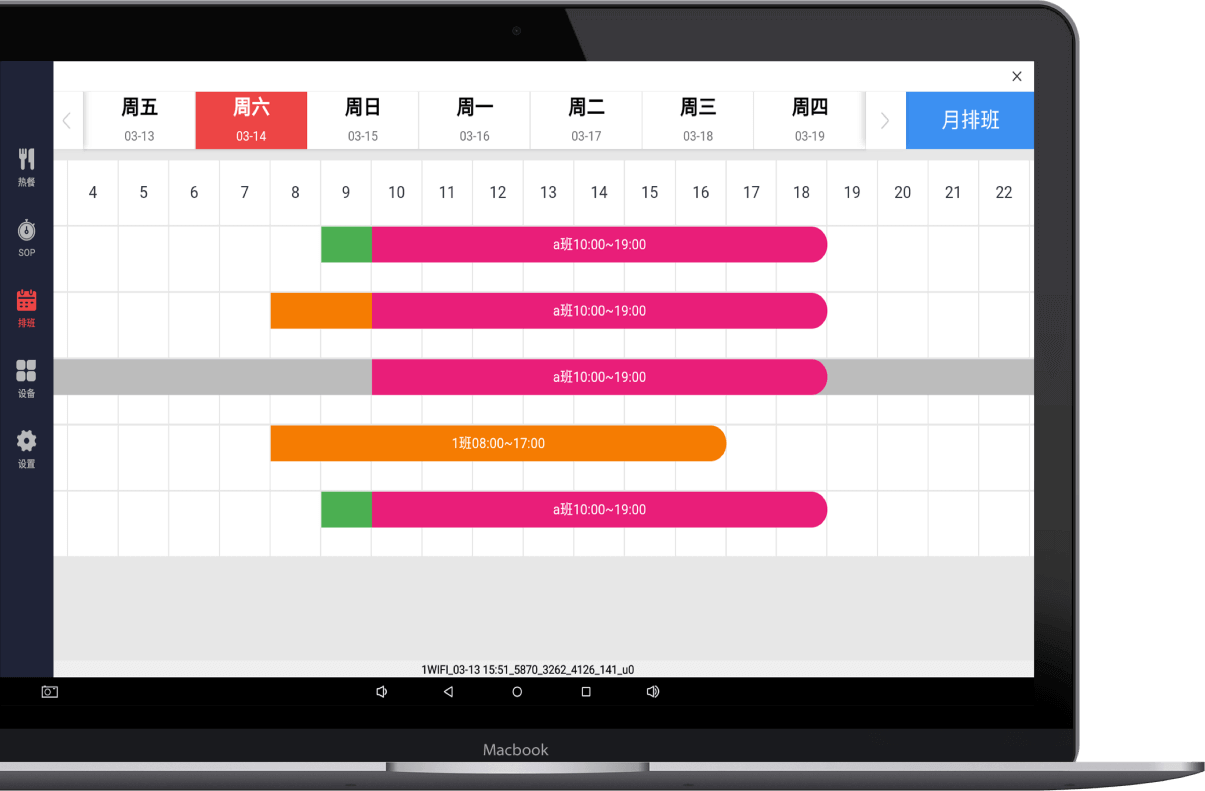 周五 周六 周日 周一 周二 周三 周四 月排班
03-13 03-14 03-15 03-16 03-17 03-18 03-19
热餐
SOP
排班
设备
设置
4 5 6 7 8 9 10 11 12 13 14 15 16 17 18 19 20 21 22
a班10:00~19:00
a班10:00~19:00
a班10:00~19:00
1班08:00~17:00
a班10:00~19:00
1WIFI_03-13 15:51_5870_3262_4126_141_u0
Macbook